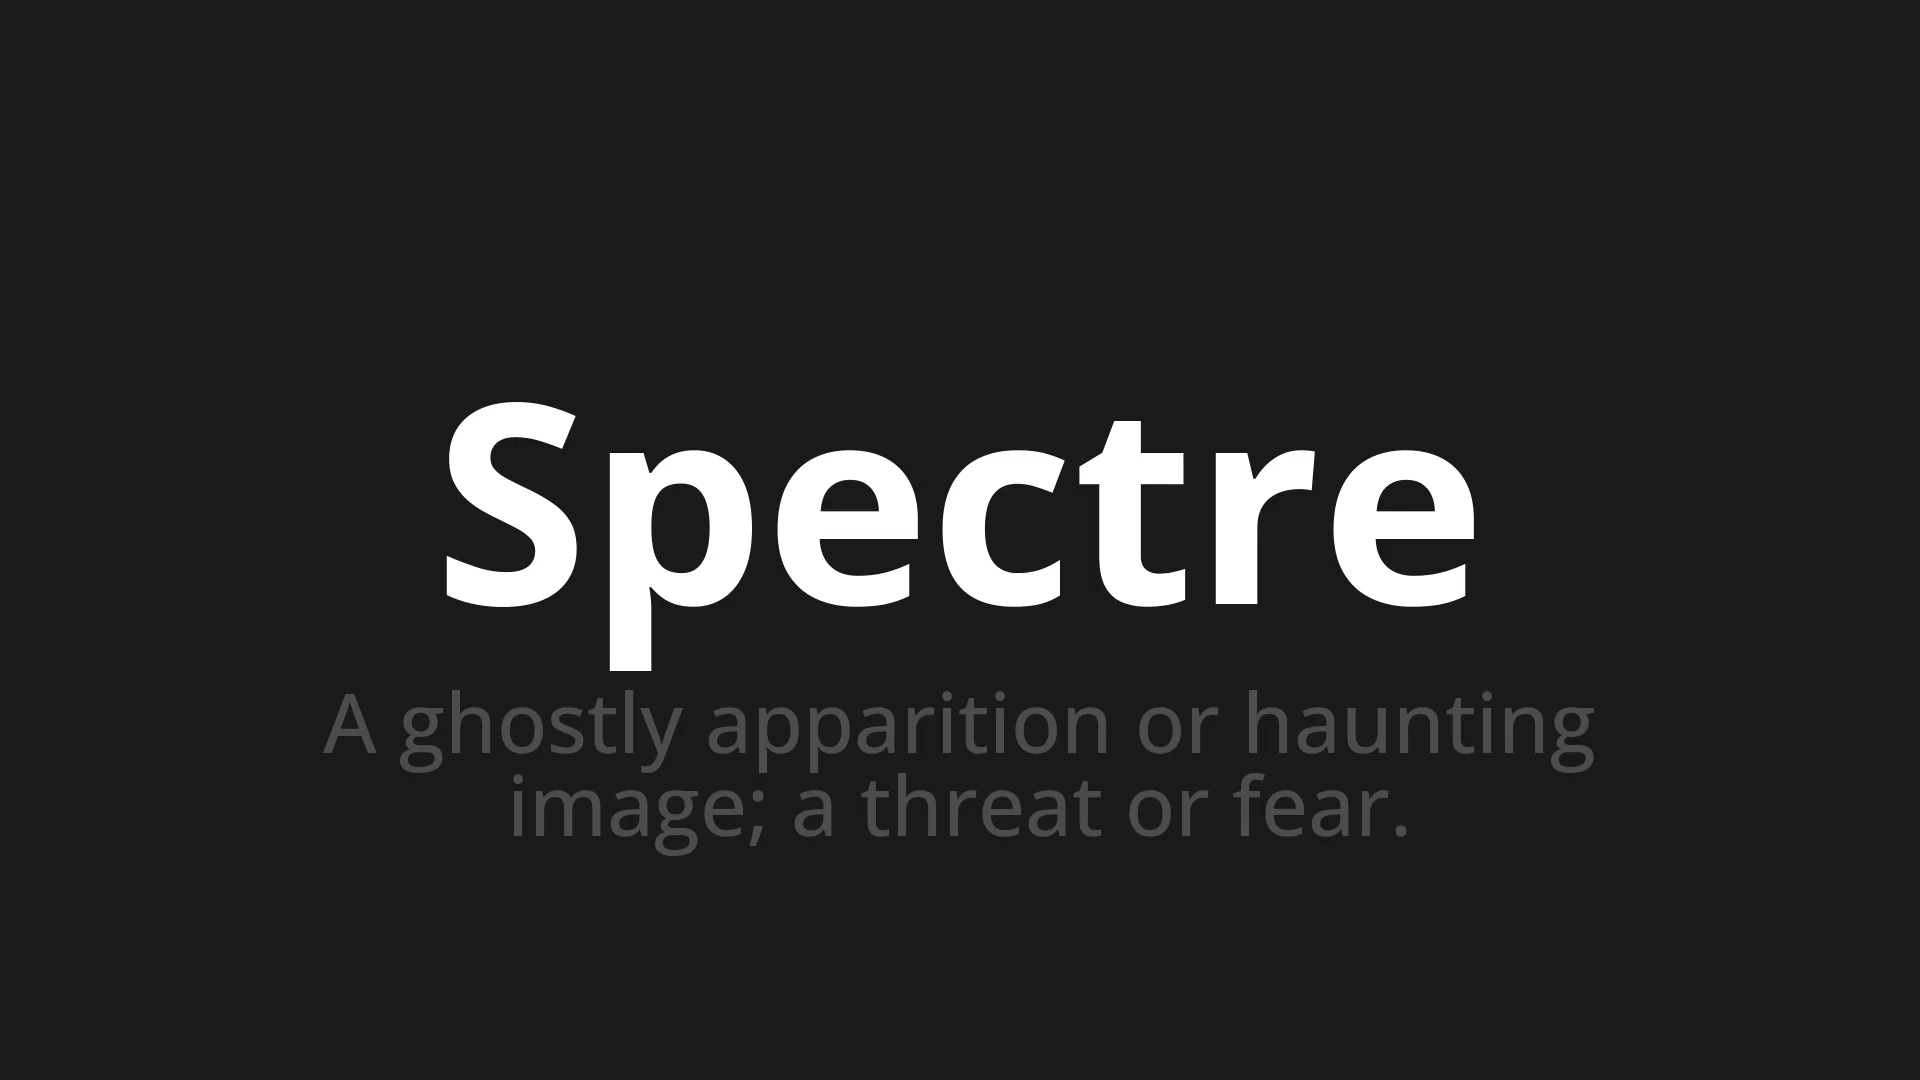 Spectre
A ghostly apparition or haunting
image; a threat or fear.